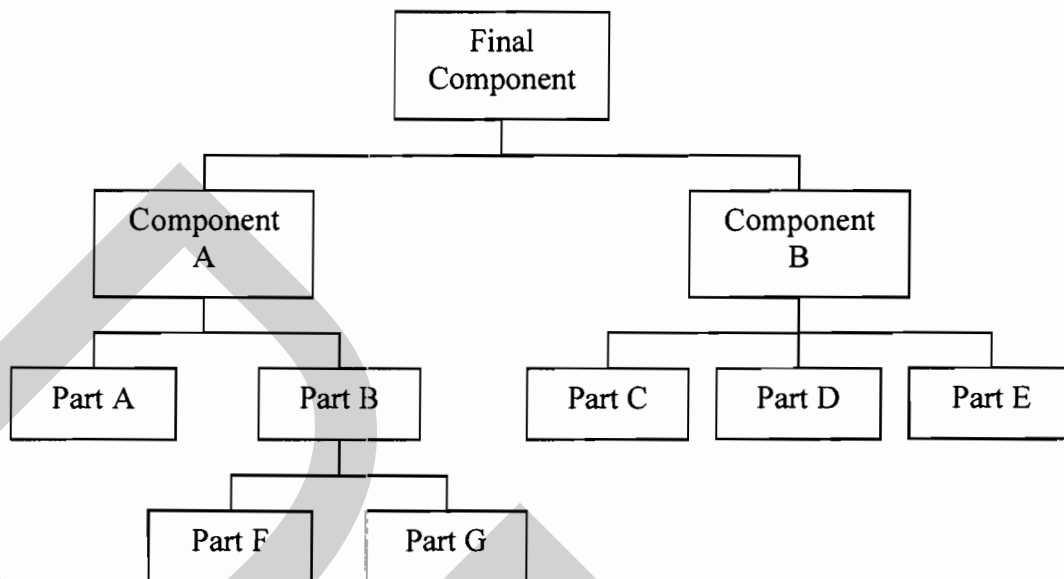 Final
Component
Component
A
Component
B
Part A
Part B
Part C
Part D
Part E
Part F
Part G